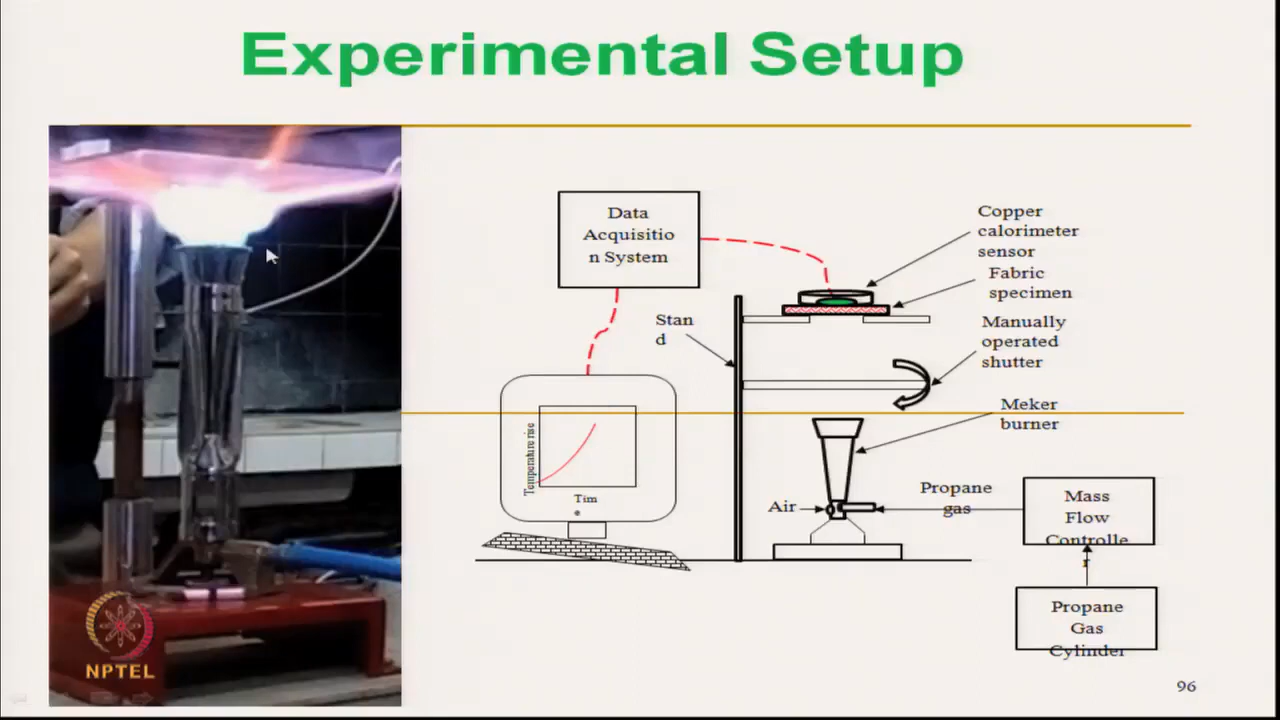 Experimental Setup
Data
Acquisitio
n System
Copper
calorimeter
sensor
Fabric
specimen
Stan
d
Manually
operated
shutter
Meker
burner
Temperature rise
Tim
e
Air
Propane
gas
Mass
Flow
Controlle
r
Propane
Gas
Cylinder
NPTEL
96